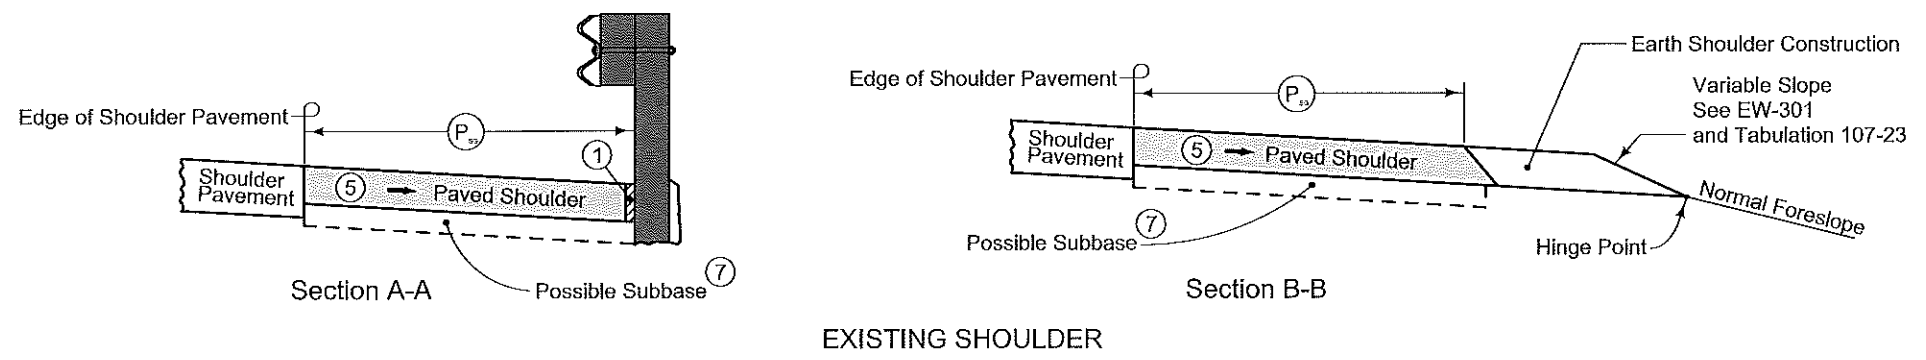 Edge of Shoulder Pavement
P
1
Shoulder
Pavement
5
Paved Shoulder
Possible Subbase
7
Section A-A
Earth Shoulder Construction
Edge of Shoulder Pavement
P
Variable Slope
See EW-301
and Tabulation 107-23
Shoulder
Pavement
5
Paved Shoulder
Normal Foreslope
Possible Subbase
7
Hinge Point
Section B-B
EXISTING SHOULDER